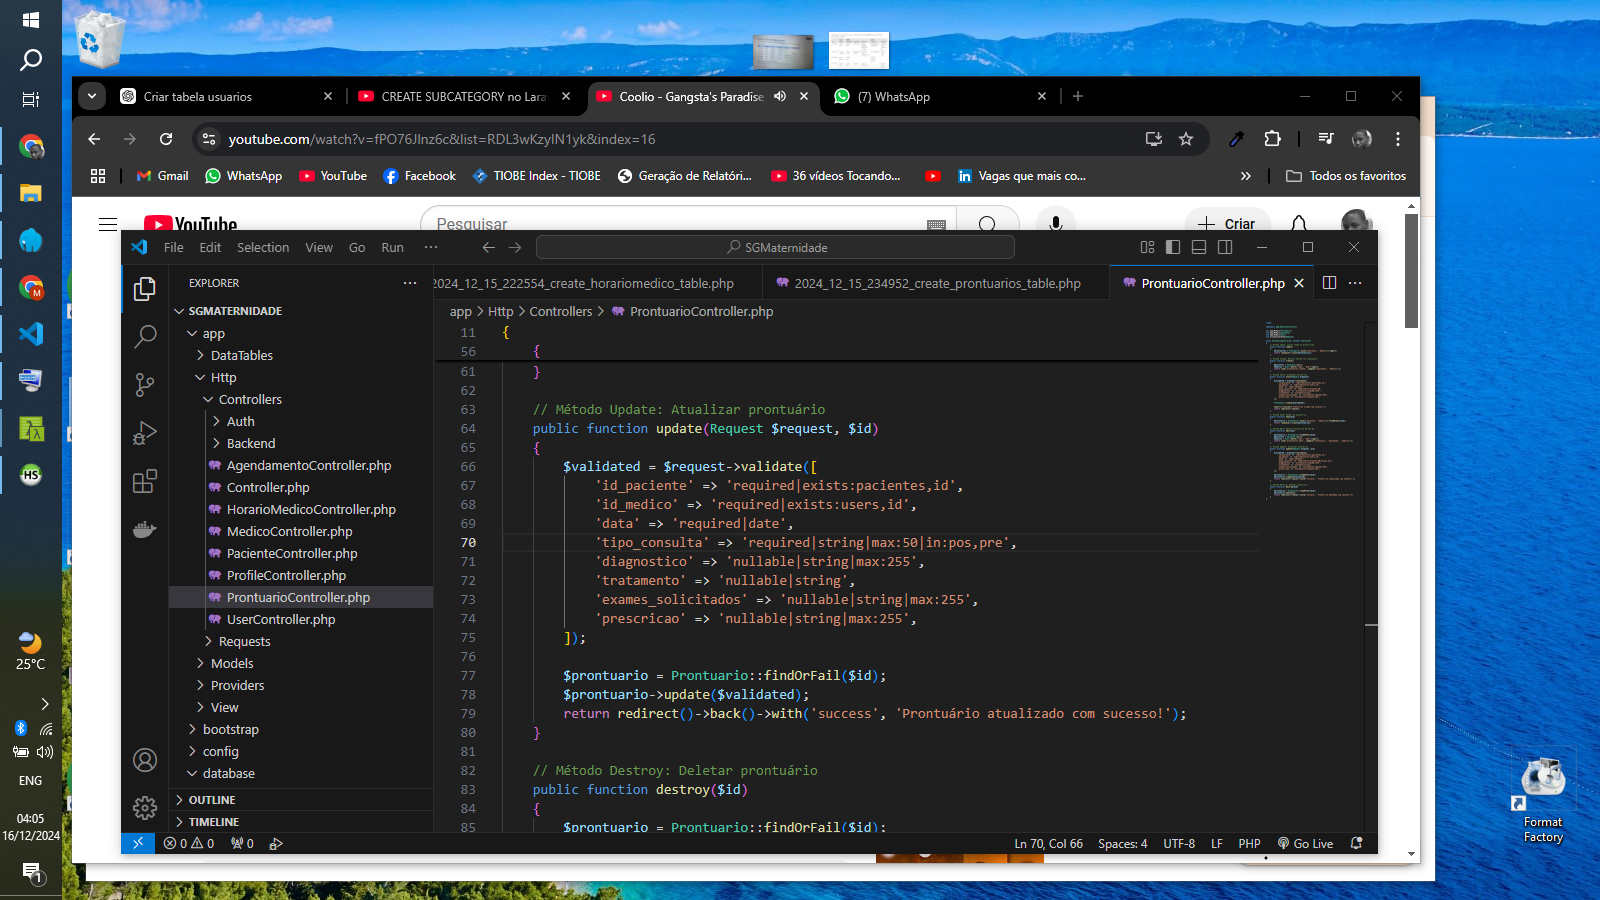 Criar tabela usuarios
CREATE SUBCATEGORY no Lara
Coolio - Gangsta's Paradise
(7) WhatsApp
youtube.com/watch?v=fPO76Jlnz6c&list=RDL3wKzyIN1yk&index=16
Gmail
WhatsApp
YouTube
Facebook
TIOBE Index - TIOBE
Geração de Relatóri...
36 vídeos Tocando...
Vagas que mais co...
Todos os favoritos
YouTube
Pesquisar
Criar
File Edit Selection View Go Run ···
SGMaternidade
EXPLORER
2024_12_15_222554_create_horariomedico_table.php
2024_12_15_234952_create_prontuarios_table.php
ProntuarioController.php
SGMATERNIDADE
app
DataTables
Http
Controllers
Auth
Backend
AgendamentoController.php
Controller.php
HorarioMedicoController.php
MedicoController.php
PacienteController.php
ProfileController.php
ProntuarioController.php
UserController.php
Requests
Models
Providers
View
bootstrap
config
database
OUTLINE
TIMELINE
app > Http > Controllers > ProntuarioController.php
11 {
56 {
61 }
62
63 // Método Update: Atualizar prontuário
64 public function update(Request $request, $id)
65 {
66 $validated = $request->validate([
67 'id_paciente' => 'required|exists:pacientes,id',
68 'id_medico' => 'required|exists:users,id',
69 'data' => 'required|date',
70 'tipo_consulta' => 'required|string|max:50|in:pos,pre',
71 'diagnostico' => 'nullable|string|max:255',
72 'tratamento' => 'nullable|string',
73 'exames_solicitados' => 'nullable|string|max:255',
74 'prescricao' => 'nullable|string|max:255',
75 ]);
76
77 $prontuario = Prontuario::findOrFail($id);
78 $prontuario->update($validated);
79 return redirect()->back()->with('success', 'Prontuário atualizado com sucesso!');
80 }
81
82 // Método Destroy: Deletar prontuário
83 public function destroy($id)
84 {
85 $prontuario = Prontuario::findOrFail($id);
0 0 0
Ln 70, Col 66
Spaces: 4
UTF-8
LF
PHP
Go Live
25°C
ENG
04:05
16/12/2024
1
HS
M
Format
Factory